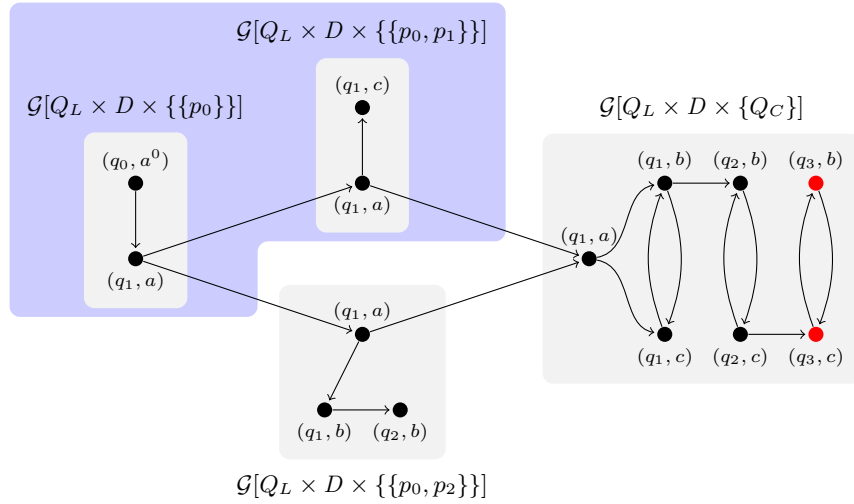 𝒢[Q_L × D × {{p_0, p_1}}]
(q_1, c)
𝒢[Q_L × D × {{p_0}}]
𝒢[Q_L × D × {Q_C}]
(q_0, a^0)
(q_1, b) (q_2, b) (q_3, b)
(q_1, a)
(q_1, a)
(q_1, a)
(q_1, a)
(q_1, c) (q_2, c) (q_3, c)
(q_1, b) (q_2, b)
𝒢[Q_L × D × {{p_0, p_2}}]